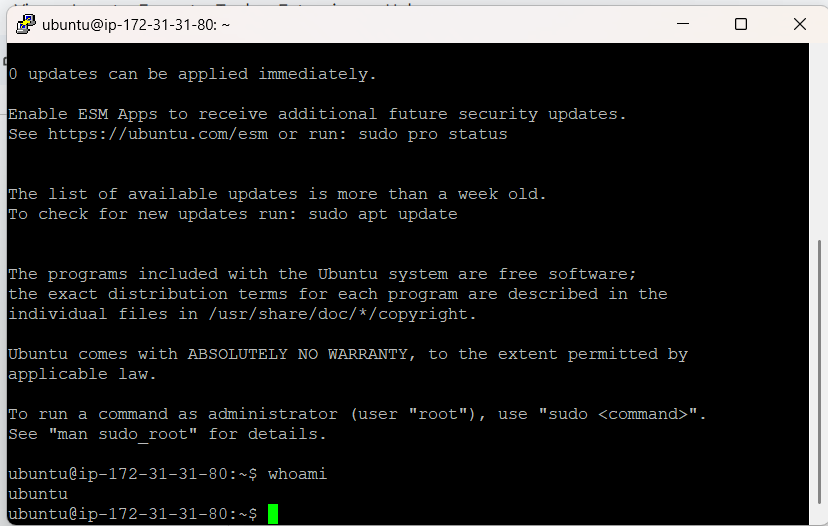 ubuntu@ip-172-31-31-80: ~
0 updates can be applied immediately.
Enable ESM Apps to receive additional future security updates.
See https://ubuntu.com/esm or run: sudo pro status
The list of available updates is more than a week old.
To check for new updates run: sudo apt update
The programs included with the Ubuntu system are free software;
the exact distribution terms for each program are described in the
individual files in /usr/share/doc/*/copyright.
Ubuntu comes with ABSOLUTELY NO WARRANTY, to the extent permitted by
applicable law.
To run a command as administrator (user "root"), use "sudo <command>".
See "man sudo_root" for details.
ubuntu@ip-172-31-31-80:~$ whoami
ubuntu
ubuntu@ip-172-31-31-80:~$